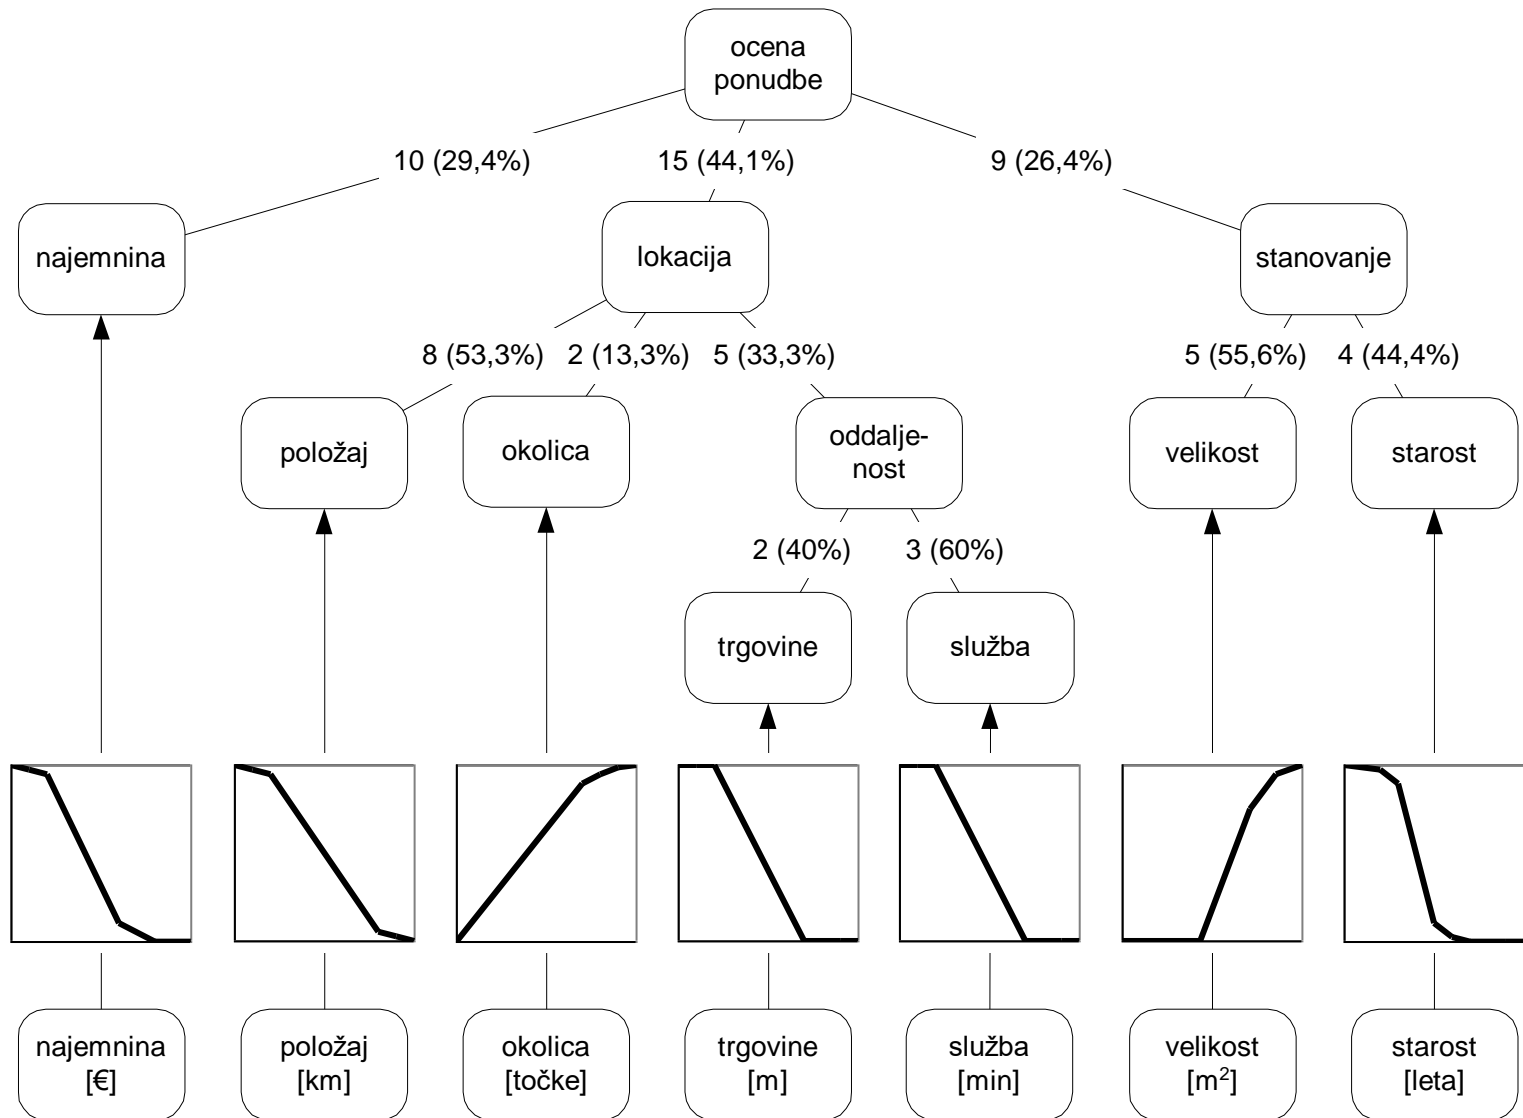 ocena
ponudbe
10 (29,4%)
15 (44,1%)
9 (26,4%)
najemnina
lokacija
stanovanje
8 (53,3%)
2 (13,3%)
5 (33,3%)
5 (55,6%)
4 (44,4%)
položaj
okolica
oddalje-
nost
velikost
starost
2 (40%)
3 (60%)
trgovine
služba
najemnina
[€]
položaj
[km]
okolica
[točke]
trgovine
[m]
služba
[min]
velikost
[m²]
starost
[leta]